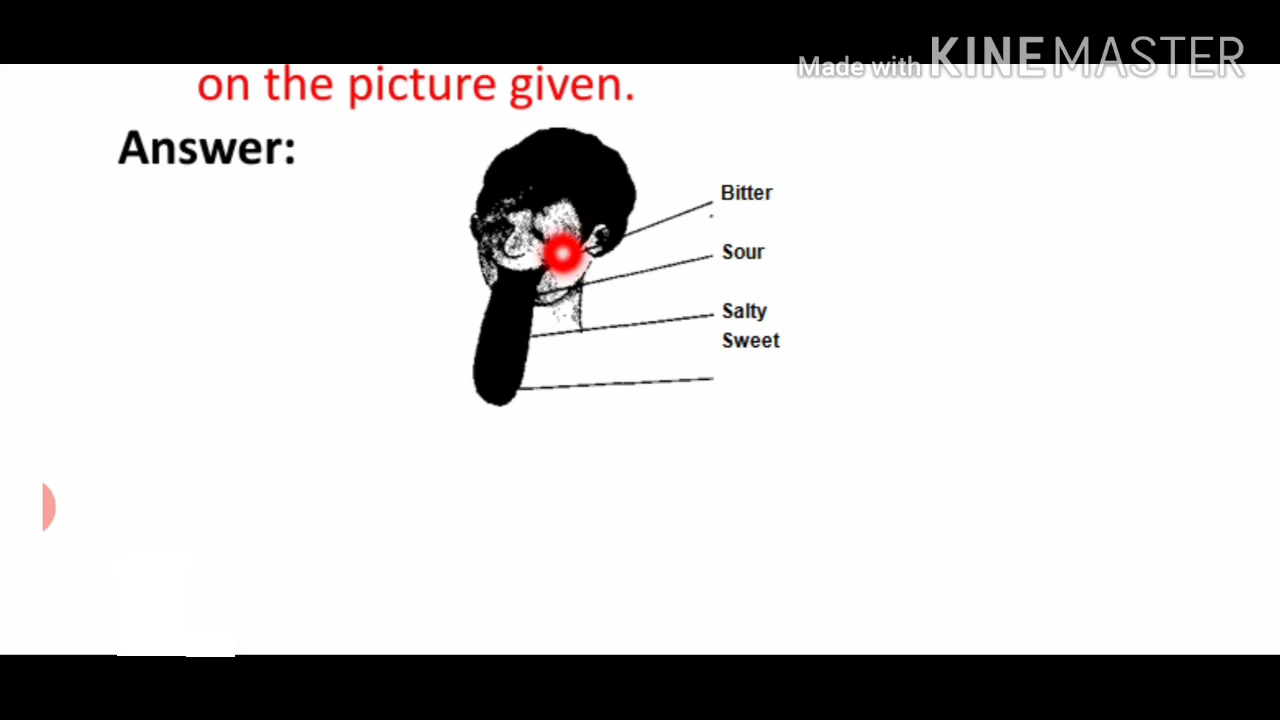 Made with KINEMASTER
on the picture given.
Answer:
Bitter
Sour
Salty
Sweet